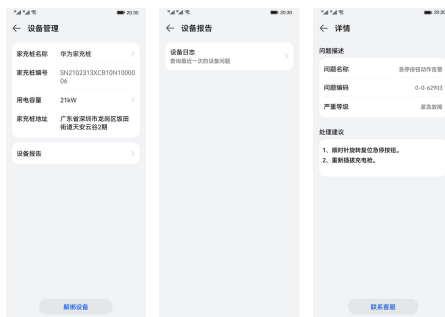 20:30
← 设备管理
家充桩名称 华为家充桩
家充桩编号 SN2102313XCB10N10000
06
用电容量 21kW
家充桩地址 广东省深圳市龙岗区坂田
街道天安云谷2期
设备报告
解绑设备
20:30
← 设备报告
设备日志
查询最近一次的设备问题
20:30
← 详情
问题描述
问题名称 急停按钮动作告警
问题编码 0-0-62903
严重等级 紧急故障
处理建议
1、顺时针旋转复位急停按钮。
2、重新插拔充电枪。
联系客服